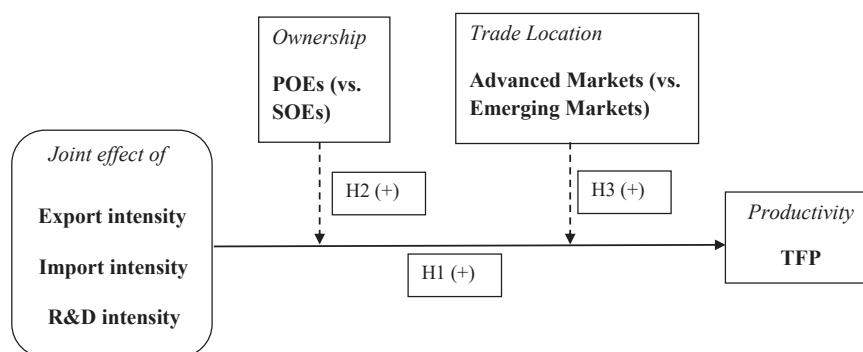 Ownership
POEs (vs.
SOEs)
Trade Location
Advanced Markets (vs.
Emerging Markets)
Joint effect of
Export intensity
Import intensity
R&D intensity
H2 (+)
H3 (+)
H1 (+)
Productivity
TFP